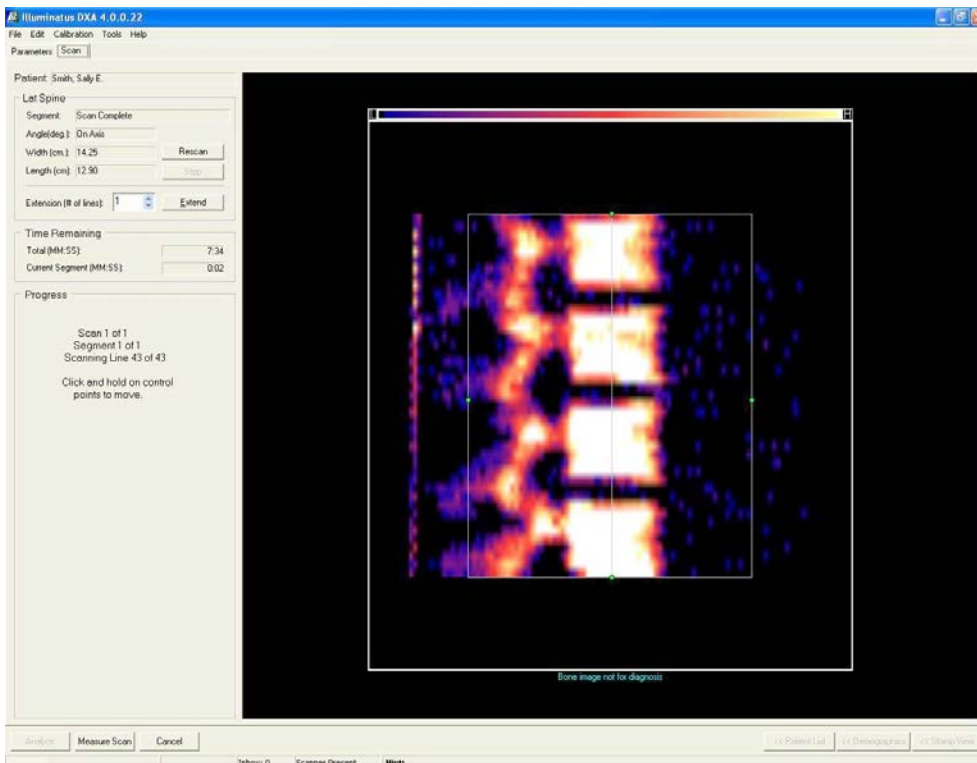 Illuminatus DXA 4.0.0.22
File Edit Calibration Tools Help
Parameters Scan
Patient: Smith, Sally E.
Lat Spine
Segment: Scan Complete
Angle(deg.): On Axis
Width (cm.): 14.25 Rescan
Length (cm): 12.90 Stop
Extension (# of lines): 1 Extend
Time Remaining
Total (MM:SS): 7:34
Current Segment (MM:SS): 0:02
Progress
Scan 1 of 1
Segment 1 of 1
Scanning Line 43 of 43
Click and hold on control
points to move.
L H
Bone image not for diagnosis
Analyze Measure Scan Cancel << Patient List << Demographics << Stamp View
Scanner Present